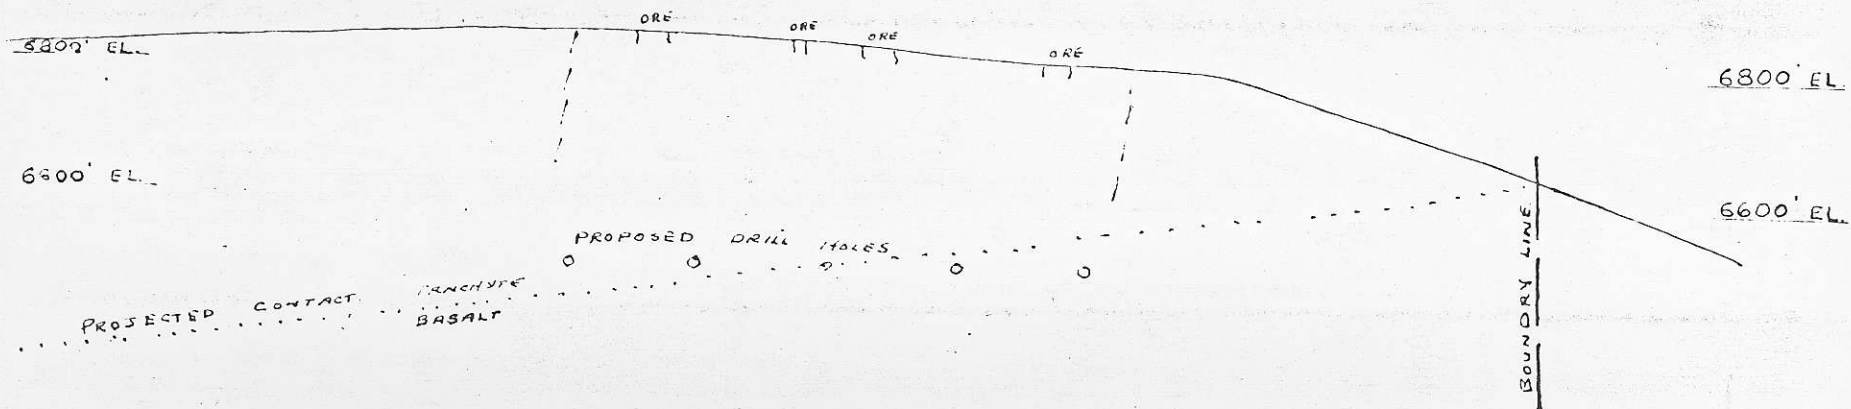 ORE
ORE
ORE
ORE
6800' EL.
6800' EL.
6600' EL.
6600' EL.
PROPOSED DRILL HOLES
PROJECTED CONTACT TRACHYTE
BASALT
BOUNDRY LINE